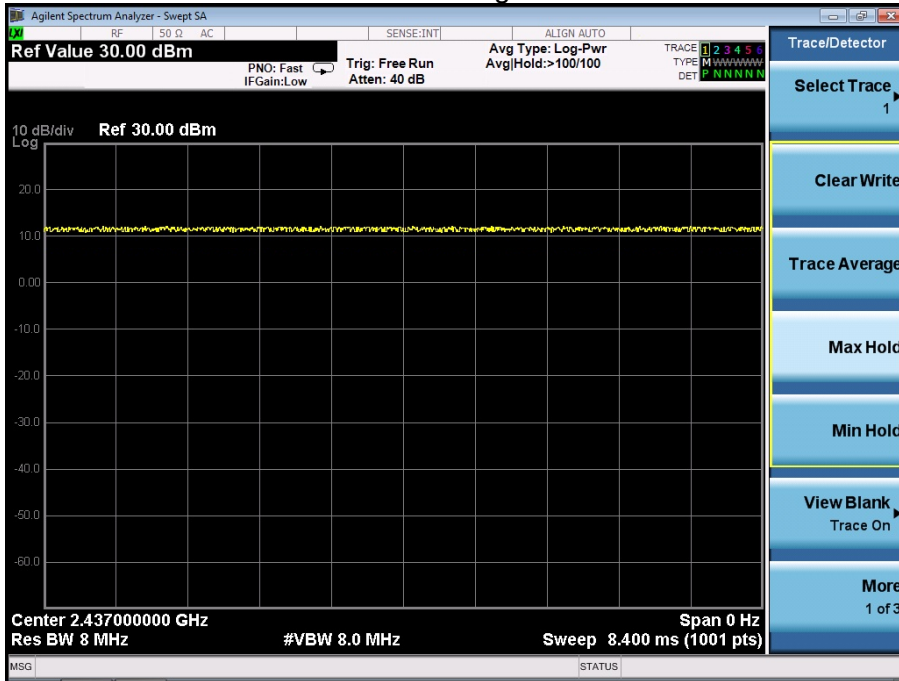 Agilent Spectrum Analyzer - Swept SA
LXI RF 50 Ω AC SENSE:INT ALIGN AUTO
Ref Value 30.00 dBm
PNO: Fast
IFGain:Low
Trig: Free Run
Atten: 40 dB
Avg Type: Log-Pwr
Avg|Hold:>100/100
TRACE 1 2 3 4 5 6
TYPE M WWWWW
DET P N N N N N
10 dB/div Ref 30.00 dBm
Log
20.0
10.0
0.00
-10.0
-20.0
-30.0
-40.0
-50.0
-60.0
Center 2.437000000 GHz Span 0 Hz
Res BW 8 MHz #VBW 8.0 MHz Sweep 8.400 ms (1001 pts)
MSG STATUS
Trace/Detector
Select Trace
1
Clear Write
Trace Average
Max Hold
Min Hold
View Blank
Trace On
More
1 of 3